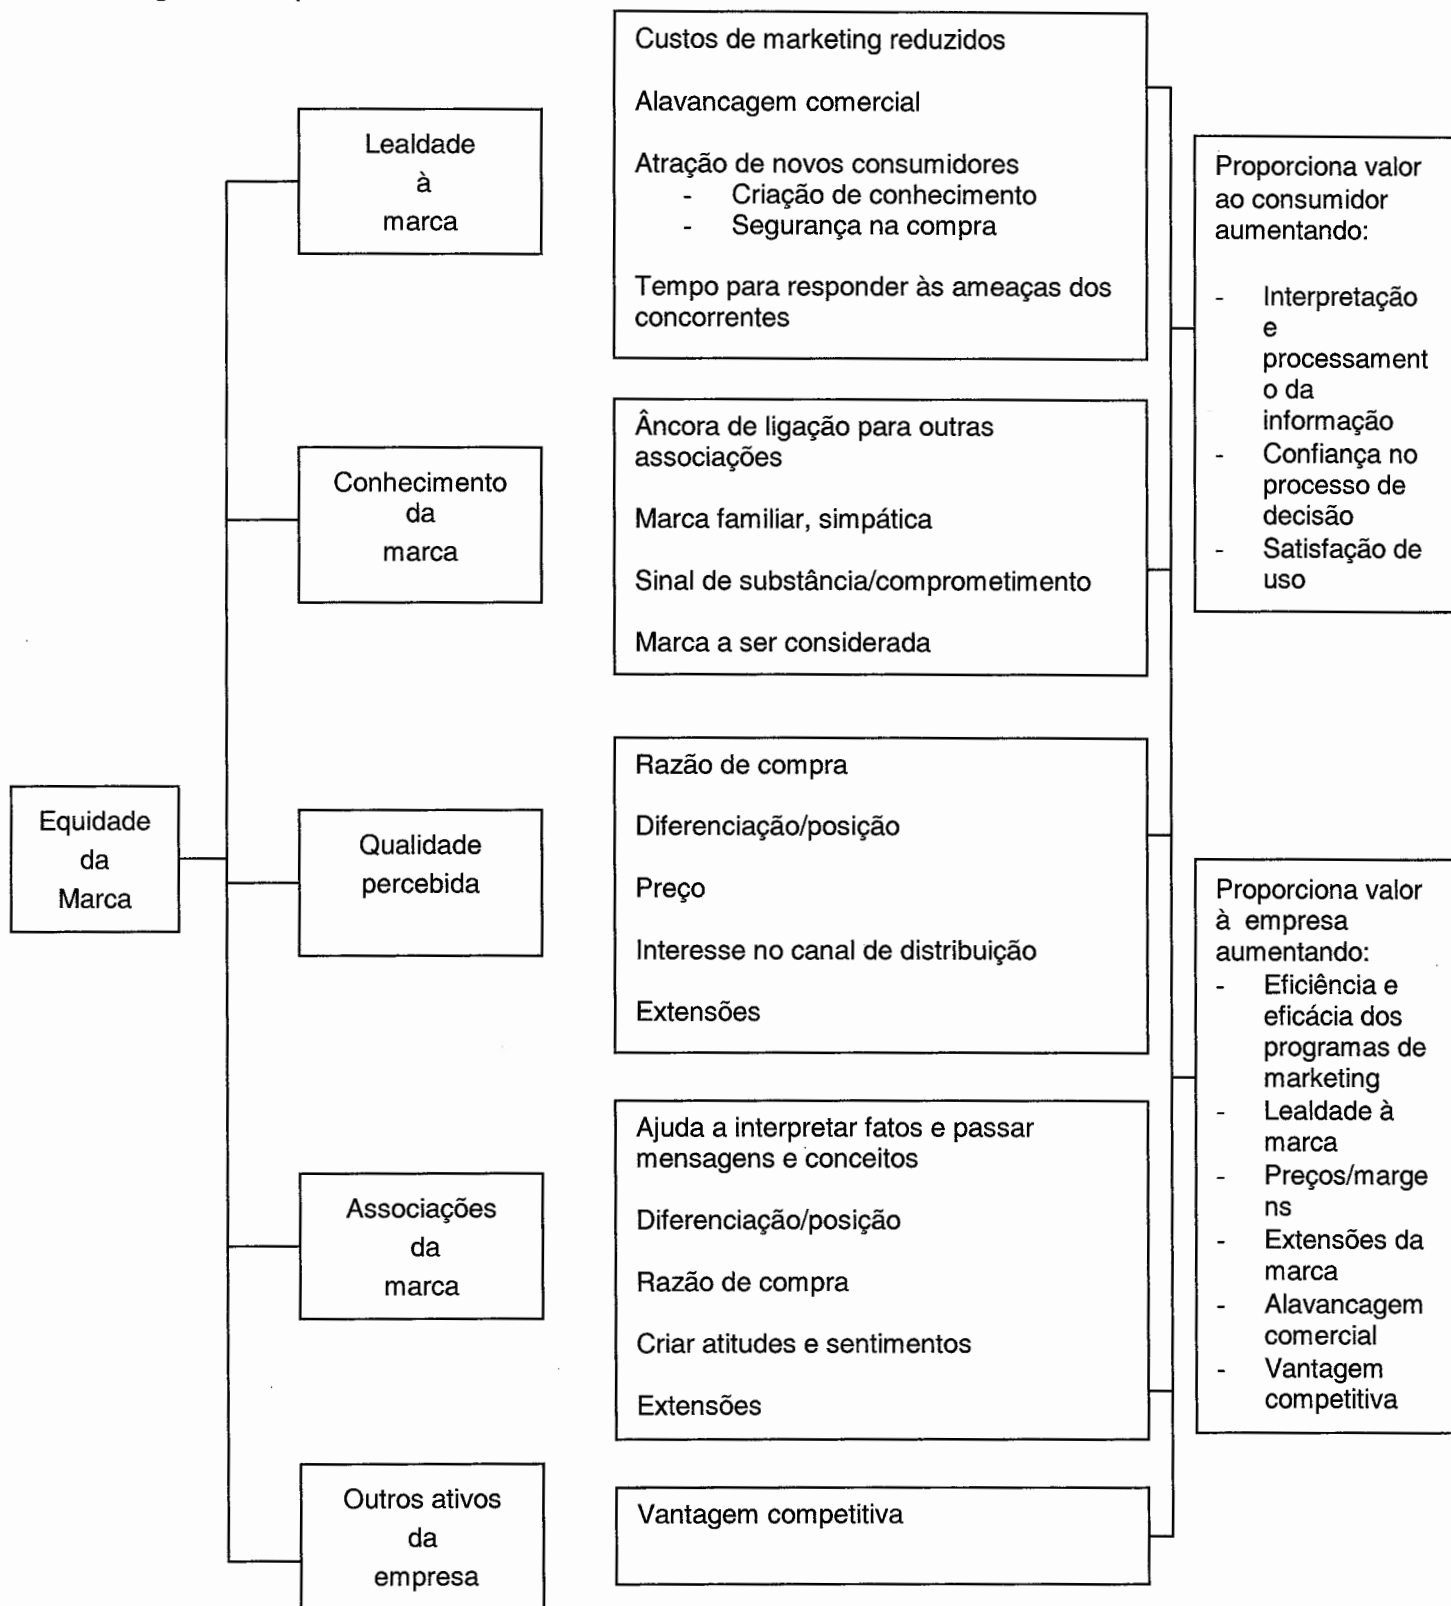 Equidade
da
Marca
Lealdade
à
marca
Custos de marketing reduzidos
Alavancagem comercial
Atração de novos consumidores
- Criação de conhecimento
- Segurança na compra
Tempo para responder às ameaças dos
concorrentes
Conhecimento
da
marca
Âncora de ligação para outras
associações
Marca familiar, simpática
Sinal de substância/comprometimento
Marca a ser considerada
Qualidade
percebida
Razão de compra
Diferenciação/posição
Preço
Interesse no canal de distribuição
Extensões
Associações
da
marca
Ajuda a interpretar fatos e passar
mensagens e conceitos
Diferenciação/posição
Razão de compra
Criar atitudes e sentimentos
Extensões
Outros ativos
da
empresa
Vantagem competitiva
Proporciona valor
ao consumidor
aumentando:
- Interpretação
e
processament
o da
informação
- Confiança no
processo de
decisão
- Satisfação de
uso
Proporciona valor
à empresa
aumentando:
- Eficiência e
eficácia dos
programas de
marketing
- Lealdade à
marca
- Preços/marge
ns
- Extensões da
marca
- Alavancagem
comercial
- Vantagem
competitiva